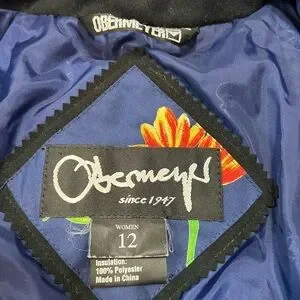 OBERMEYER
Obermeyer
since 1947
WOMEN
12
Insulation:
100% Polyester
Made in China